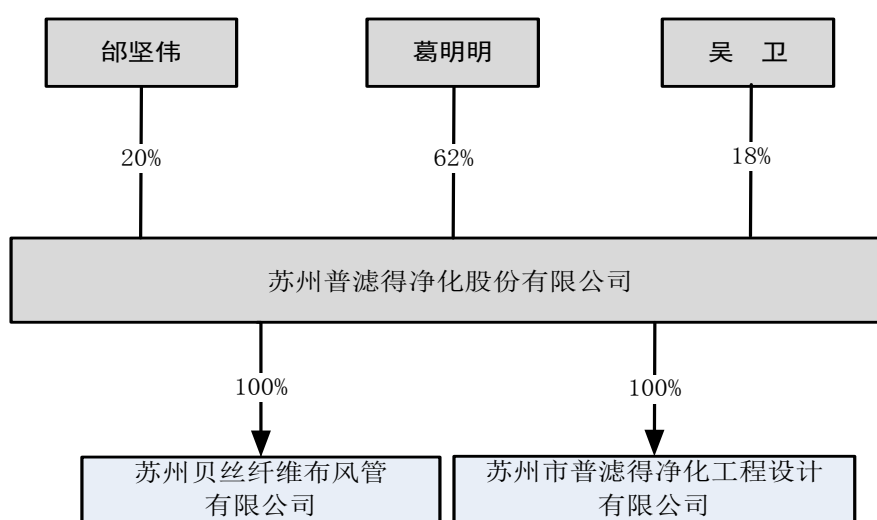 邰坚伟
葛明明
吴 卫
20%
62%
18%
苏州普滤得净化股份有限公司
100%
100%
苏州贝丝纤维布风管
有限公司
苏州市普滤得净化工程设计
有限公司